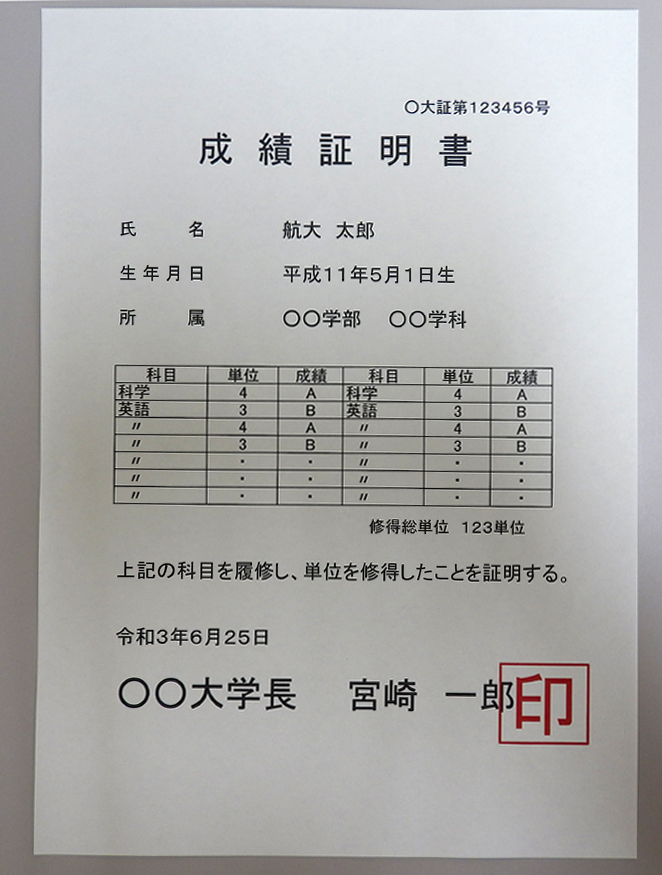 〇大証第123456号
成績証明書
氏名 航大 太郎
生年月日 平成11年5月1日生
所属 〇〇学部 〇〇学科
科目 単位 成績 科目 単位 成績
科学 4 A 科学 4 A
英語 3 B 英語 3 B
〃 4 A 〃 4 A
〃 3 B 〃 3 B
〃 ・ ・ 〃 ・ ・
〃 ・ ・ 〃 ・ ・
〃 ・ ・ 〃 ・ ・
修得総単位 123単位
上記の科目を履修し、単位を修得したことを証明する。
令和3年6月25日
〇〇大学長 宮崎 一郎 印